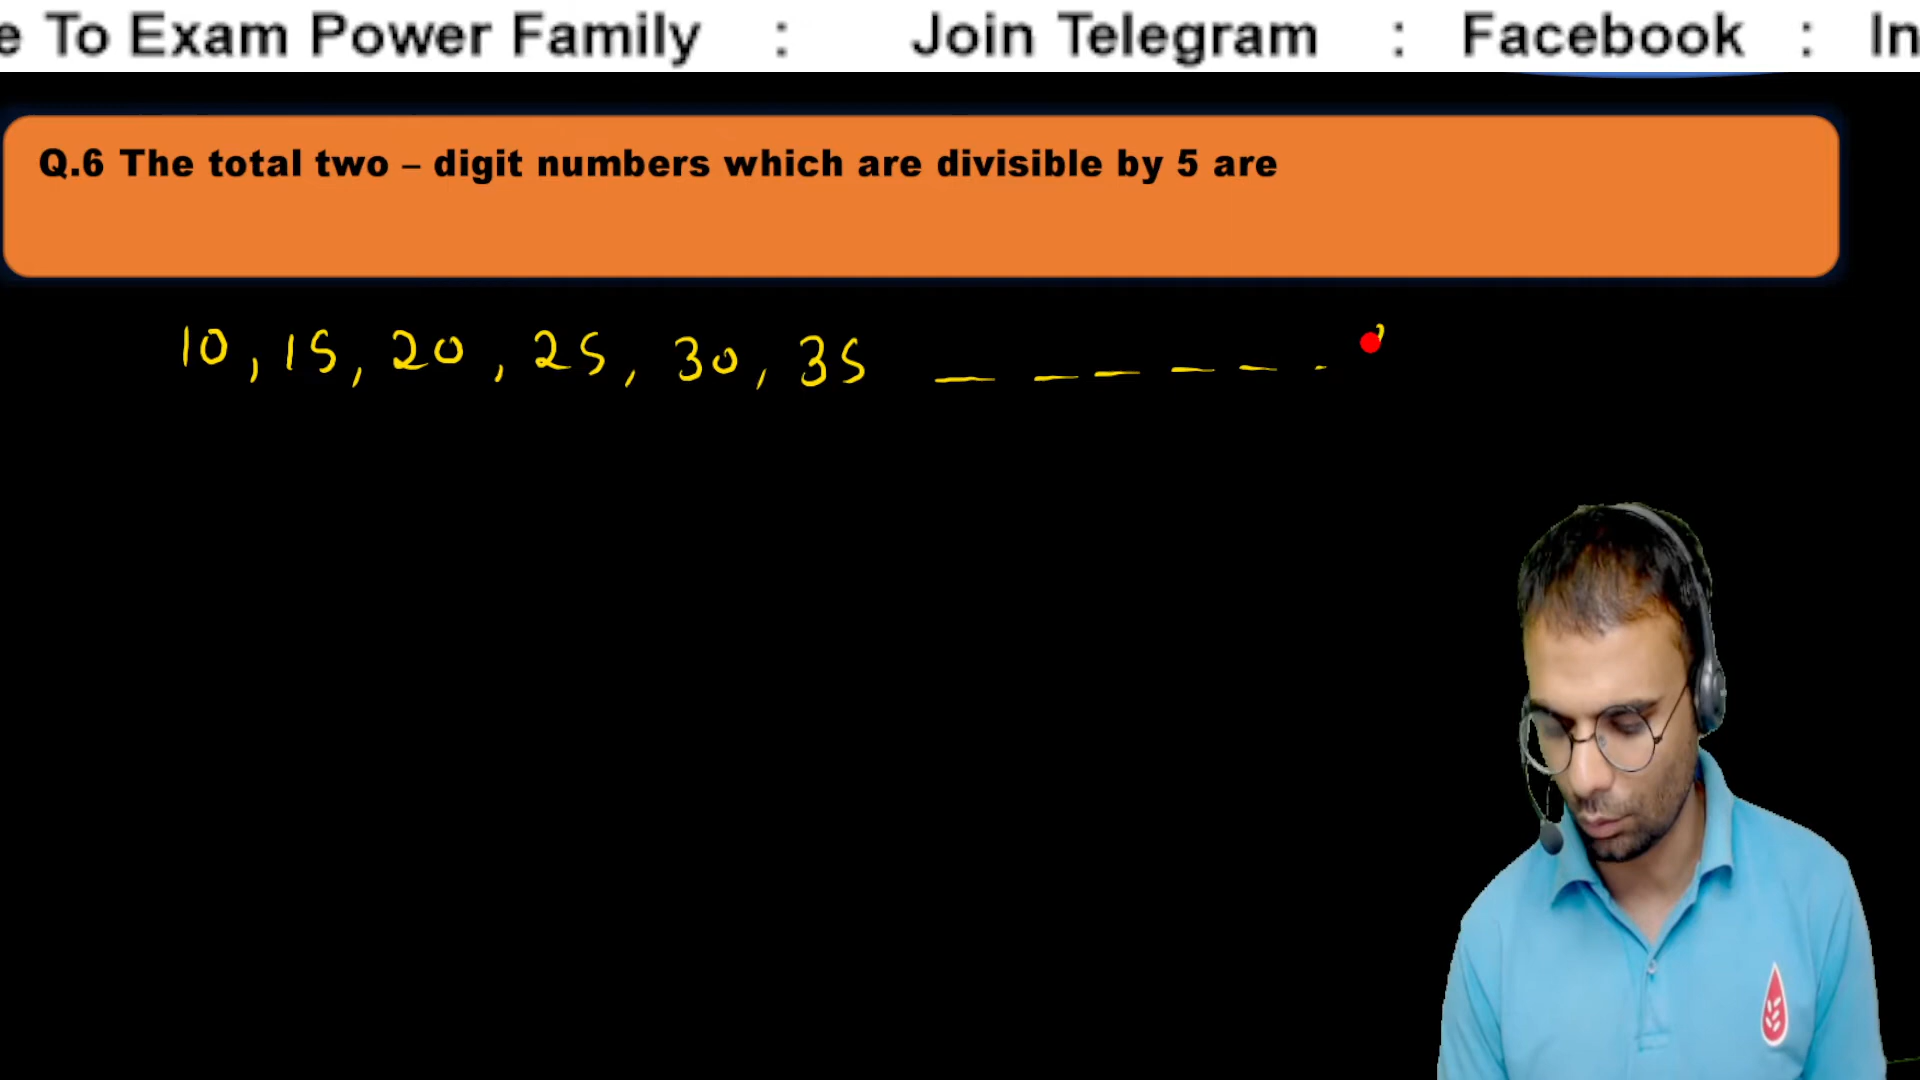 e To Exam Power Family : Join Telegram : Facebook : In
Q.6 The total two – digit numbers which are divisible by 5 are
10, 15, 20, 25, 30, 35 _ _ _ _ _ .